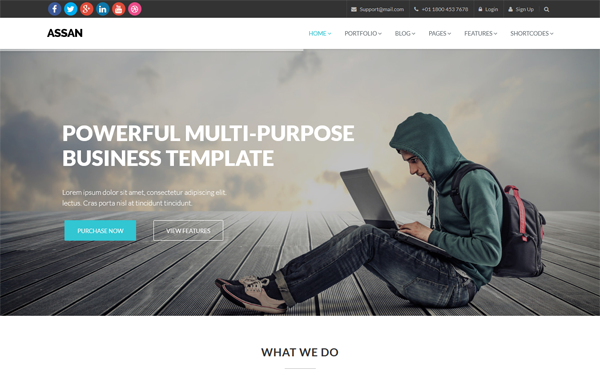 Support@mail.com +01 1800 453 7678 Login Sign Up
ASSAN HOME PORTFOLIO BLOG PAGES FEATURES SHORTCODES
POWERFUL MULTI-PURPOSE
BUSINESS TEMPLATE
Lorem ipsum dolor sit amet, consectetur adipiscing elit
lectus. Cras porta nisl at tincidunt tincidunt.
PURCHASE NOW VIEW FEATURES
WHAT WE DO